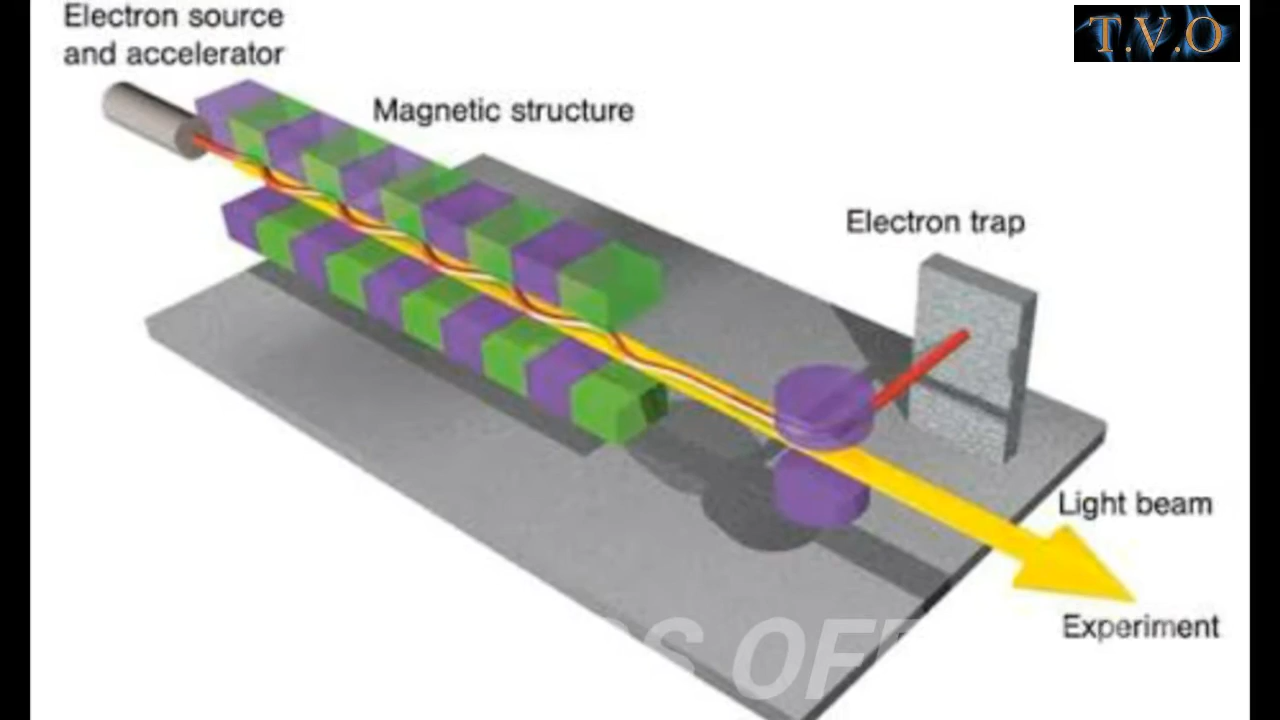 Electron source
and accelerator
T.V.O
Magnetic structure
Electron trap
Light beam
Experiment